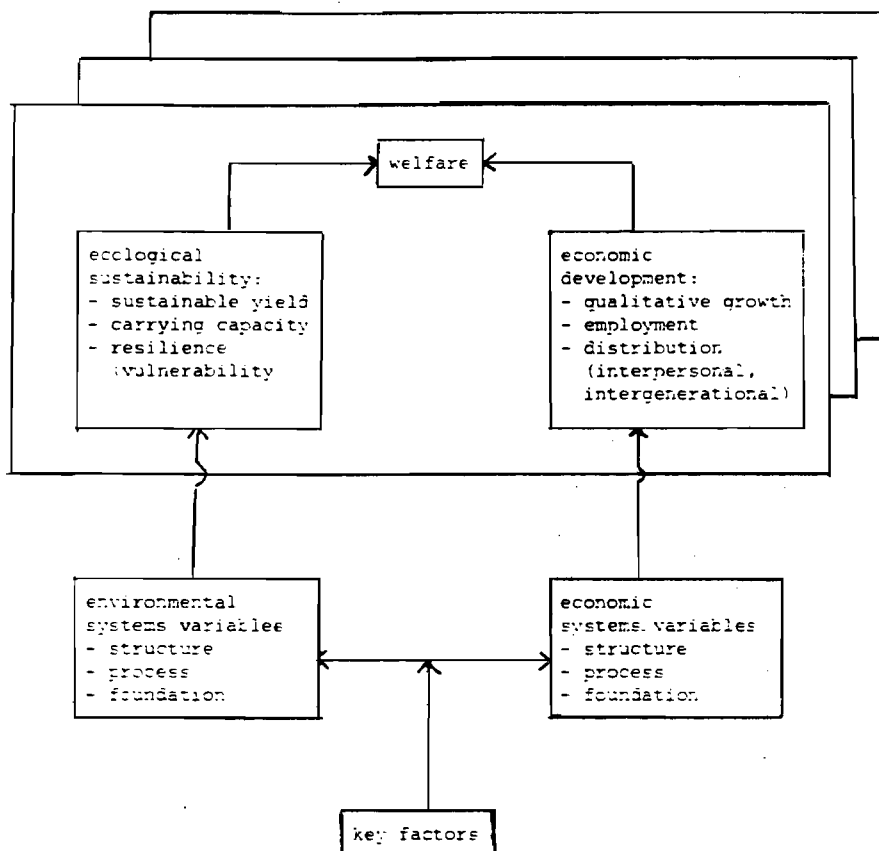 welfare
ecological
sustainability:
- sustainable yield
- carrying capacity
- resilience
(vulnerability
economic
development:
- qualitative growth
- employment
- distribution
(interpersonal,
intergenerational)
environmental
systems variables
- structure
- process
- foundation
economic
systems variables
- structure
- process
- foundation
key factors